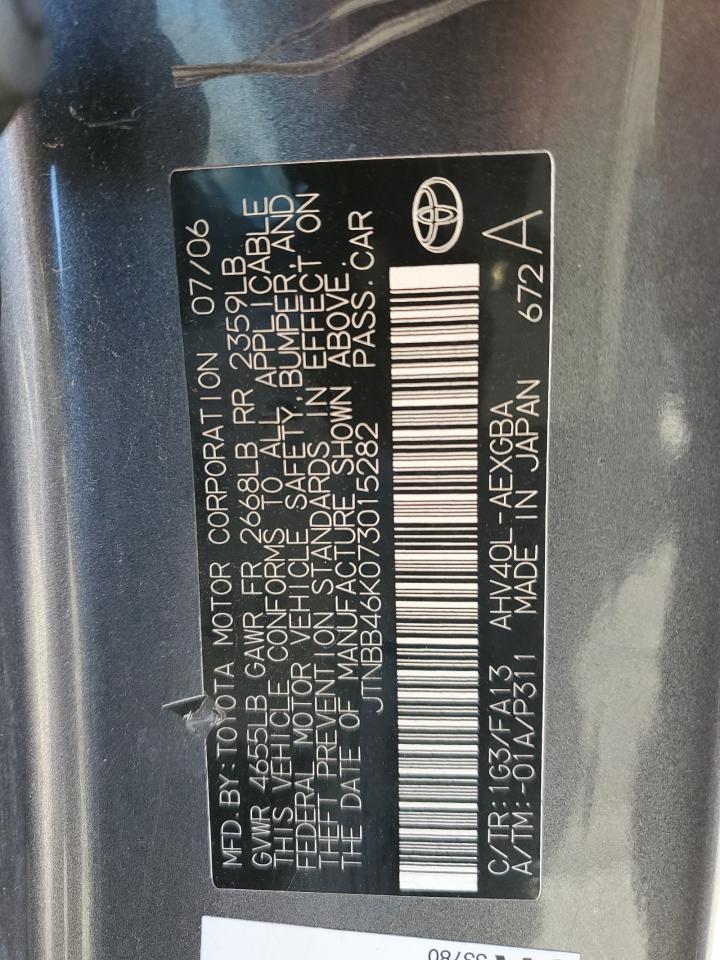 MFD. BY: TOYOTA MOTOR CORPORATION 07/06
GVWR 4655LB GAWR FR 2668LB RR 2359LB
THIS VEHICLE CONFORMS TO ALL APPLICABLE
FEDERAL MOTOR VEHICLE SAFETY, BUMPER, AND
THEFT PREVENTION STANDARDS IN EFFECT ON
THE DATE OF MANUFACTURE SHOWN ABOVE.
JTNBB46K073015282 PASS. CAR
C/TR: 1G3/FA13 AHV40L-AEXGBA
A/TM: -01A/P311 MADE IN JAPAN 672 A